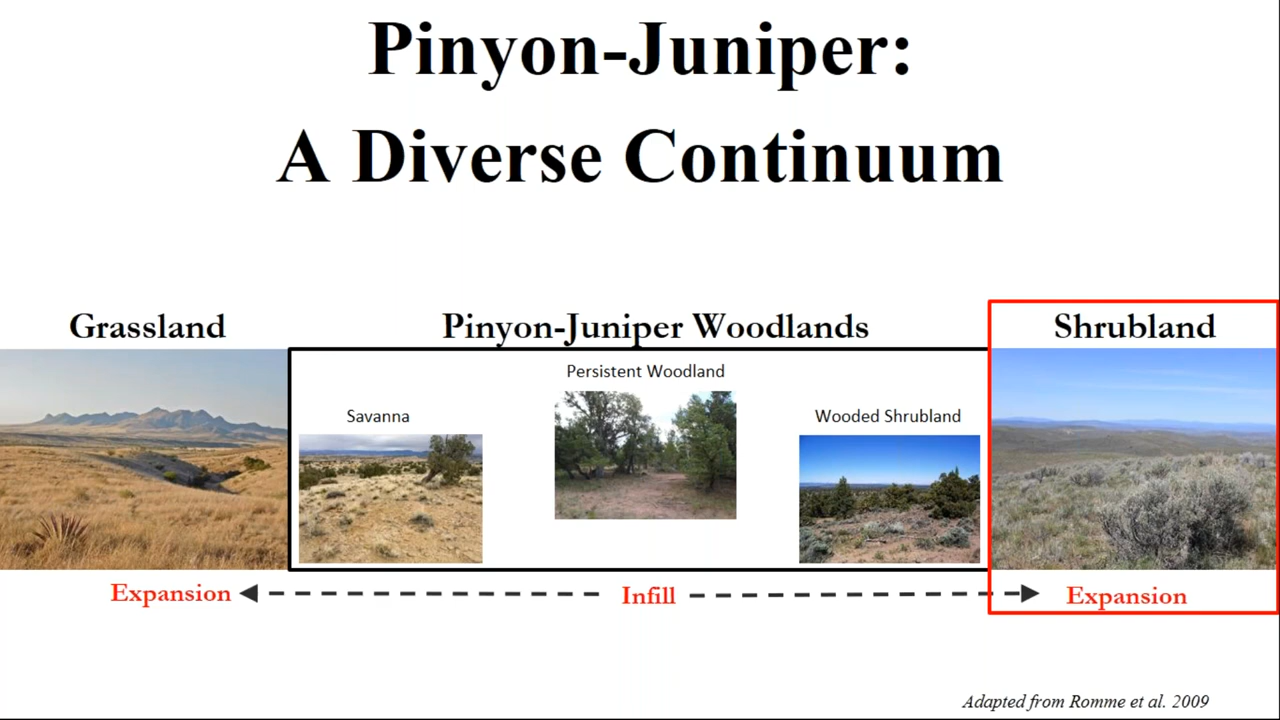 Pinyon-Juniper:
A Diverse Continuum
Grassland
Pinyon-Juniper Woodlands
Shrubland
Persistent Woodland
Savanna
Wooded Shrubland
Expansion
Infill
Expansion
Adapted from Romme et al. 2009